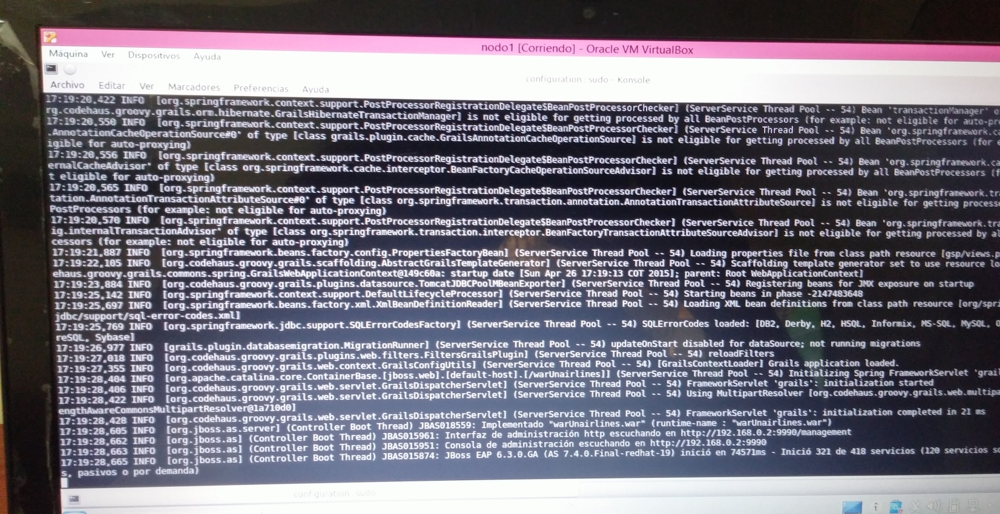 nodo1 [Corriendo] - Oracle VM VirtualBox
Máquina Ver Dispositivos Ayuda
configuration : sudo - Konsole
Archivo Editar Ver Marcadores Preferencias Ayuda
17:19:20,422 INFO [org.springframework.context.support.PostProcessorRegistrationDelegate$BeanPostProcessorChecker] (ServerService Thread Pool -- 54) Bean 'transactionManager'
rg.codehaus.groovy.grails.orm.hibernate.GrailsHibernateTransactionManager] is not eligible for getting processed by all BeanPostProcessors (for example: not eligible for auto-pr
17:19:20,550 INFO [org.springframework.context.support.PostProcessorRegistrationDelegate$BeanPostProcessorChecker] (ServerService Thread Pool -- 54) Bean 'org.springframework.c
.AnnotationCacheOperationSource#0' of type [class grails.plugin.cache.GrailsAnnotationCacheOperationSource] is not eligible for getting processed by all BeanPostProcessors (for
igible for auto-proxying)
17:19:20,556 INFO [org.springframework.context.support.PostProcessorRegistrationDelegate$BeanPostProcessorChecker] (ServerService Thread Pool -- 54) Bean 'org.springframework.ca
ernalCacheAdvisor' of type [class org.springframework.cache.interceptor.BeanFactoryCacheOperationSourceAdvisor] is not eligible for getting processed by all BeanPostProcessors (f
t eligible for auto-proxying)
17:19:20,565 INFO [org.springframework.context.support.PostProcessorRegistrationDelegate$BeanPostProcessorChecker] (ServerService Thread Pool -- 54) Bean 'org.springframework.tr
tation.AnnotationTransactionAttributeSource#0' of type [class org.springframework.transaction.annotation.AnnotationTransactionAttributeSource] is not eligible for getting process
PostProcessors (for example: not eligible for auto-proxying)
17:19:20,570 INFO [org.springframework.context.support.PostProcessorRegistrationDelegate$BeanPostProcessorChecker] (ServerService Thread Pool -- 54) Bean 'org.springframework.tra
ig.internalTransactionAdvisor' of type [class org.springframework.transaction.interceptor.BeanFactoryTransactionAttributeSourceAdvisor] is not eligible for getting processed by al
cessors (for example: not eligible for auto-proxying)
17:19:21,887 INFO [org.springframework.beans.factory.config.PropertiesFactoryBean] (ServerService Thread Pool -- 54) Loading properties file from class path resource [gsp/views.p
17:19:22,105 INFO [org.codehaus.groovy.grails.scaffolding.AbstractGrailsTemplateGenerator] (ServerService Thread Pool -- 54) Scaffolding template generator set to use resource lo
ehaus.groovy.grails.commons.spring.GrailsWebApplicationContext@149c60a: startup date [Sun Apr 26 17:19:13 COT 2015]; parent: Root WebApplicationContext]
17:19:23,884 INFO [org.codehaus.groovy.grails.plugins.datasource.TomcatJDBCPoolMBeanExporter] (ServerService Thread Pool -- 54) Registering beans for JMX exposure on startup
17:19:25,142 INFO [org.springframework.context.support.DefaultLifecycleProcessor] (ServerService Thread Pool -- 54) Starting beans in phase -2147483648
17:19:25,697 INFO [org.springframework.beans.factory.xml.XmlBeanDefinitionReader] (ServerService Thread Pool -- 54) Loading XML bean definitions from class path resource [org/spri
jdbc/support/sql-error-codes.xml]
17:19:25,769 INFO [org.springframework.jdbc.support.SQLErrorCodesFactory] (ServerService Thread Pool -- 54) SQLErrorCodes loaded: [DB2, Derby, H2, HSQL, Informix, MS-SQL, MySQL, O
reSQL, Sybase]
17:19:26,977 INFO [grails.plugin.databasemigration.MigrationRunner] (ServerService Thread Pool -- 54) updateOnStart disabled for dataSource; not running migrations
17:19:27,018 INFO [org.codehaus.groovy.grails.plugins.web.filters.FiltersGrailsPlugin] (ServerService Thread Pool -- 54) reloadFilters
17:19:27,355 INFO [org.codehaus.groovy.grails.web.context.GrailsConfigUtils] (ServerService Thread Pool -- 54) [GrailsContextLoader] Grails application loaded.
17:19:28,404 INFO [org.apache.catalina.core.ContainerBase.[jboss.web].[default-host].[/warUnairlines]] (ServerService Thread Pool -- 54) Initializing Spring FrameworkServlet 'grai
17:19:28,406 INFO [org.codehaus.groovy.grails.web.servlet.GrailsDispatcherServlet] (ServerService Thread Pool -- 54) FrameworkServlet 'grails': initialization started
17:19:28,422 INFO [org.codehaus.groovy.grails.web.servlet.GrailsDispatcherServlet] (ServerService Thread Pool -- 54) Using MultipartResolver [org.codehaus.groovy.grails.web.multipa
engthAwareCommonsMultipartResolver@1a710d0]
17:19:28,428 INFO [org.codehaus.groovy.grails.web.servlet.GrailsDispatcherServlet] (ServerService Thread Pool -- 54) FrameworkServlet 'grails': initialization completed in 21 ms
17:19:28,605 INFO [org.jboss.as.server] (Controller Boot Thread) JBAS018559: Implementado "warUnairlines.war" (runtime-name : "warUnairlines.war")
17:19:28,662 INFO [org.jboss.as] (Controller Boot Thread) JBAS015961: Interfaz de administración http escuchando en http://192.168.0.2:9990/management
17:19:28,663 INFO [org.jboss.as] (Controller Boot Thread) JBAS015951: Consola de administración escuchando en http://192.168.0.2:9990
17:19:28,665 INFO [org.jboss.as] (Controller Boot Thread) JBAS015874: JBoss EAP 6.3.0.GA (AS 7.4.0.Final-redhat-19) inició en 74571ms - Inició 321 de 418 servicios (120 servicios so
s, pasivos o por demanda)
configuration : sudo